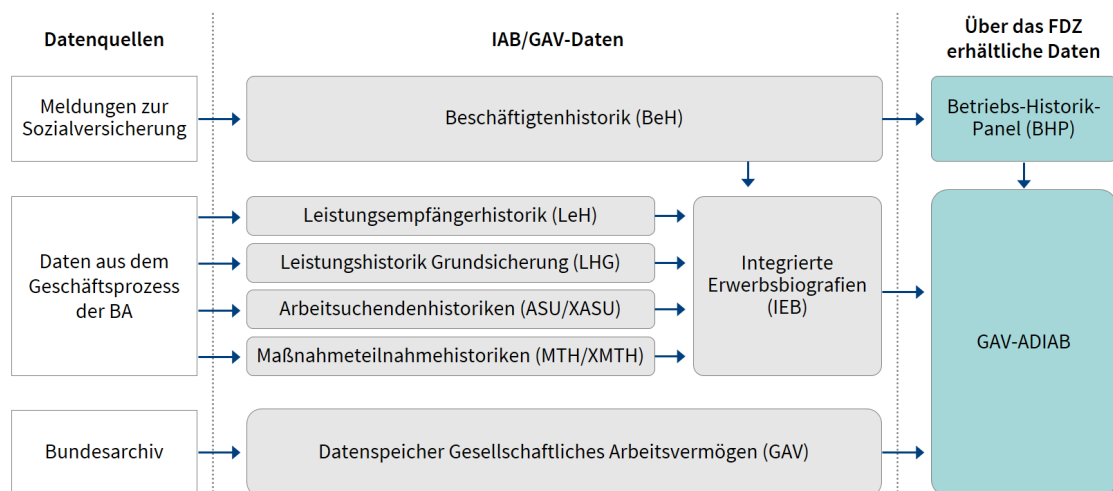 Datenquellen
IAB/GAV-Daten
Über das FDZ
erhältliche Daten
Meldungen zur
Sozialversicherung
Beschäftigtenhistorik (BeH)
Betriebs-Historik-
Panel (BHP)
Daten aus dem
Geschäftsprozess
der BA
Leistungsempfängerhistorik (LeH)
Leistungshistorik Grundsicherung (LHG)
Arbeitsuchendenhistoriken (ASU/XASU)
Maßnahmeteilnahmehistoriken (MTH/XMTH)
Integrierte
Erwerbsbiografien
(IEB)
GAV-ADIAB
Bundesarchiv
Datenspeicher Gesellschaftliches Arbeitsvermögen (GAV)